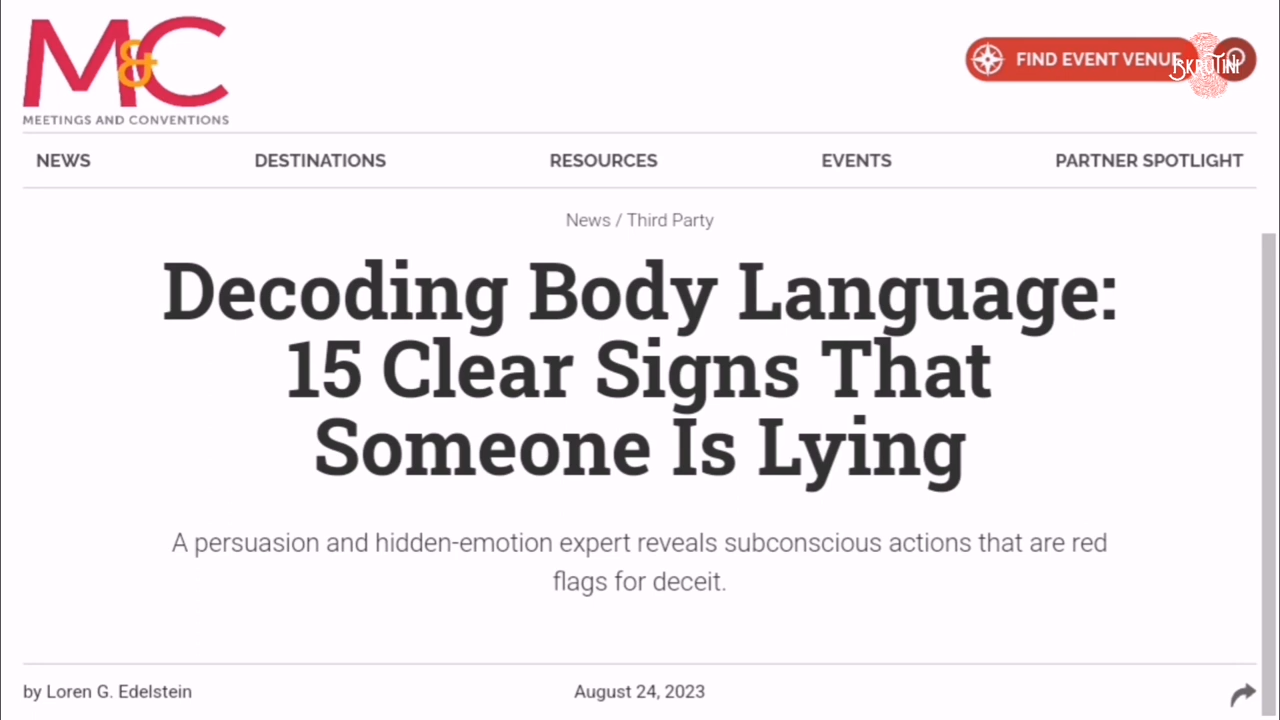 M&C
MEETINGS AND CONVENTIONS
FIND EVENT VENUE
SKRUTINI
NEWS DESTINATIONS RESOURCES EVENTS PARTNER SPOTLIGHT
News / Third Party
Decoding Body Language:
15 Clear Signs That
Someone Is Lying
A persuasion and hidden-emotion expert reveals subconscious actions that are red
flags for deceit.
by Loren G. Edelstein August 24, 2023